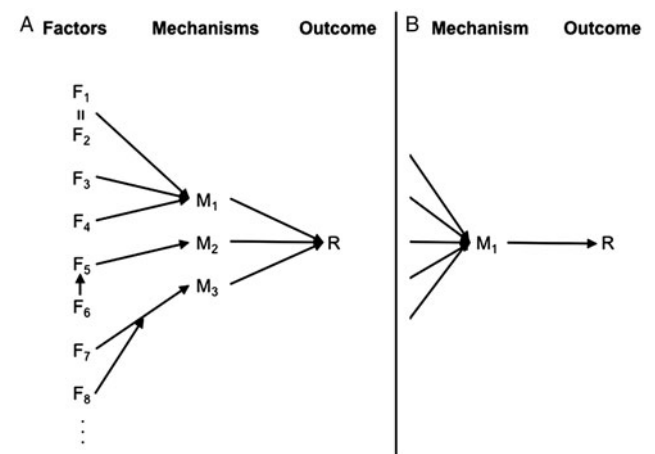 A Factors Mechanisms Outcome B Mechanism Outcome
F1
=
F2
F3
M1
F4
F5 M2 R M1 R
M3
F6
F7
F8
⋮